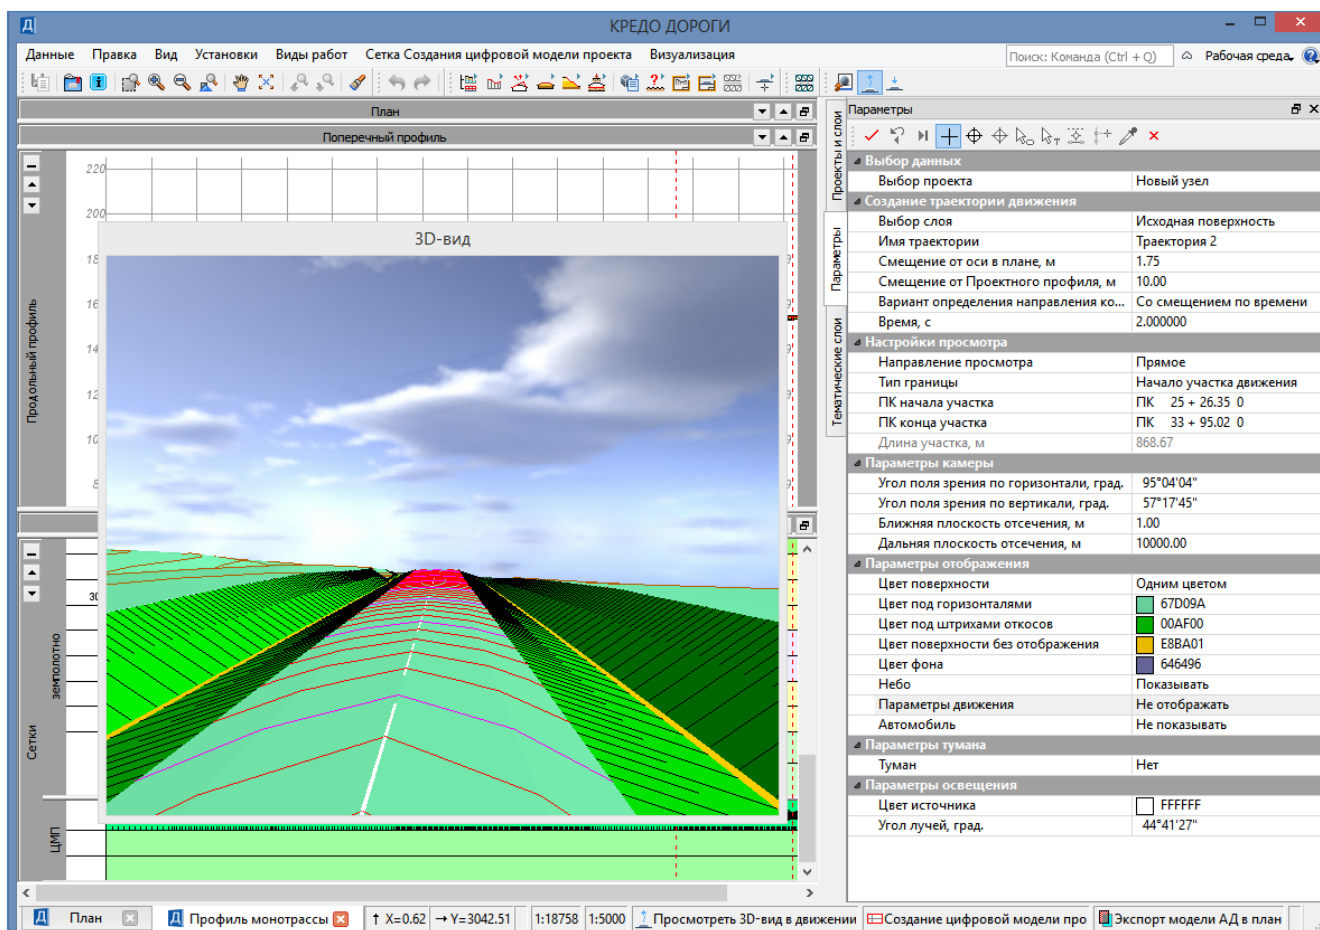 КРЕДО ДОРОГИ
Данные Правка Вид Установки Виды работ Сетка Создания цифровой модели проекта Визуализация
Поиск: Команда (Ctrl + Q) Рабочая среда
План
Поперечный профиль
Продольный профиль
220
200
18
16
14
12
10
8
3D-вид
Сетки
земполотно
30
ЦМП
Проекты и слои
Параметры
Тематические слои
Параметры
Выбор данных
Выбор проекта Новый узел
Создание траектории движения
Выбор слоя Исходная поверхность
Имя траектории Траектория 2
Смещение от оси в плане, м 1.75
Смещение от Проектного профиля, м 10.00
Вариант определения направления ко... Со смещением по времени
Время, с 2.000000
Настройки просмотра
Направление просмотра Прямое
Тип границы Начало участка движения
ПК начала участка ПК 25 + 26.35 0
ПК конца участка ПК 33 + 95.02 0
Длина участка, м 868.67
Параметры камеры
Угол поля зрения по горизонтали, град. 95°04'04"
Угол поля зрения по вертикали, град. 57°17'45"
Ближняя плоскость отсечения, м 1.00
Дальняя плоскость отсечения, м 10000.00
Параметры отображения
Цвет поверхности Одним цветом
Цвет под горизонталями 67D09A
Цвет под штрихами откосов 00AF00
Цвет поверхности без отображения E8BA01
Цвет фона 646496
Небо Показывать
Параметры движения Не отображать
Автомобиль Не показывать
Параметры тумана
Туман Нет
Параметры освещения
Цвет источника FFFFFF
Угол лучей, град. 44°41'27"
План Профиль монотрассы X=0.62 Y=3042.51 1:18758 1:5000 Просмотреть 3D-вид в движении Создание цифровой модели про Экспорт модели АД в план